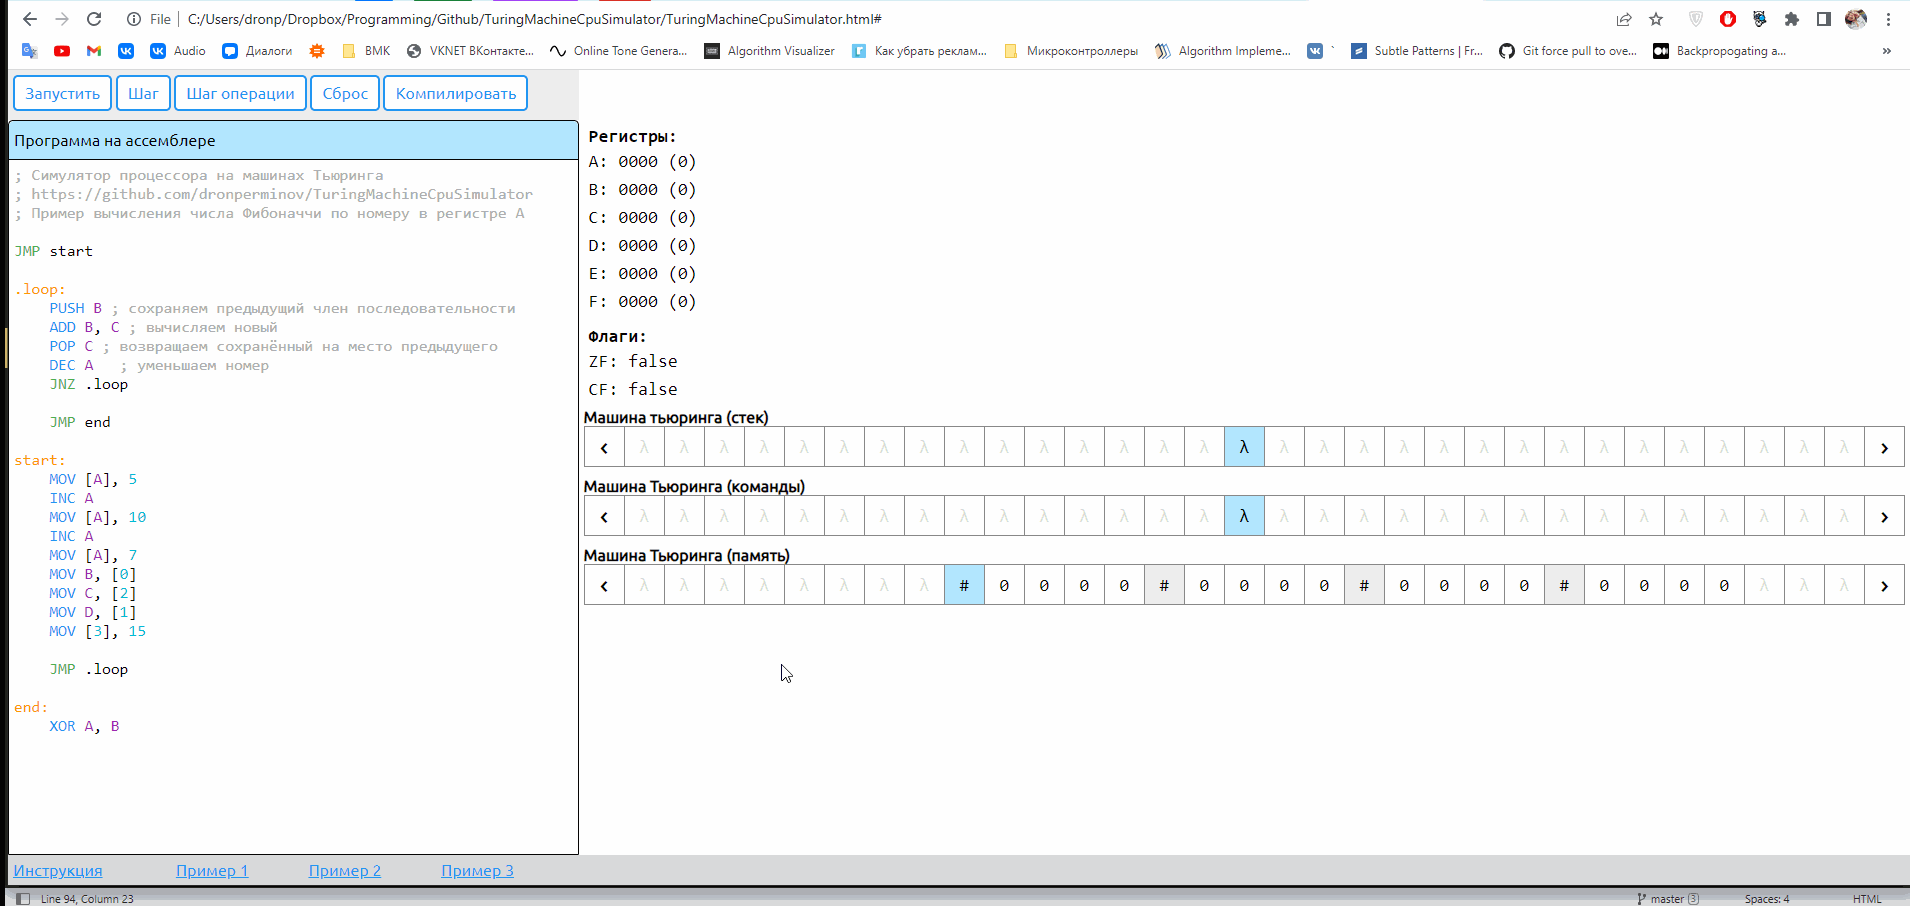 File C:/Users/dronp/Dropbox/Programming/Github/TuringMachineCpuSimulator/TuringMachineCpuSimulator.html#
Audio Диалоги ВМК VKNET ВКонтакте... Online Tone Genera... Algorithm Visualizer Как убрать реклам... Микроконтроллеры Algorithm Impleme... ` Subtle Patterns | Fr... Git force pull to ove... Backpropogating a... »
Запустить Шаг Шаг операции Сброс Компилировать
Программа на ассемблере
; Симулятор процессора на машинах Тьюринга
; https://github.com/dronperminov/TuringMachineCpuSimulator
; Пример вычисления числа Фибоначчи по номеру в регистре A
JMP start
.loop:
PUSH B ; сохраняем предыдущий член последовательности
ADD B, C ; вычисляем новый
POP C ; возвращаем сохранённый на место предыдущего
DEC A ; уменьшаем номер
JNZ .loop
JMP end
start:
MOV [A], 5
INC A
MOV [A], 10
INC A
MOV [A], 7
MOV B, [0]
MOV C, [2]
MOV D, [1]
MOV [3], 15
JMP .loop
end:
XOR A, B
Регистры:
A: 0000 (0)
B: 0000 (0)
C: 0000 (0)
D: 0000 (0)
E: 0000 (0)
F: 0000 (0)
Флаги:
ZF: false
CF: false
Машина тьюринга (стек)
‹ λ λ λ λ λ λ λ λ λ λ λ λ λ λ λ λ λ λ λ λ λ λ λ λ λ λ λ λ λ λ λ ›
Машина Тьюринга (команды)
‹ λ λ λ λ λ λ λ λ λ λ λ λ λ λ λ λ λ λ λ λ λ λ λ λ λ λ λ λ λ λ λ ›
Машина Тьюринга (память)
‹ λ λ λ λ λ λ λ λ # 0 0 0 0 # 0 0 0 0 # 0 0 0 0 # 0 0 0 0 λ λ λ ›
Инструкция Пример 1 Пример 2 Пример 3
Line 94, Column 23 master 3 Spaces: 4 HTML